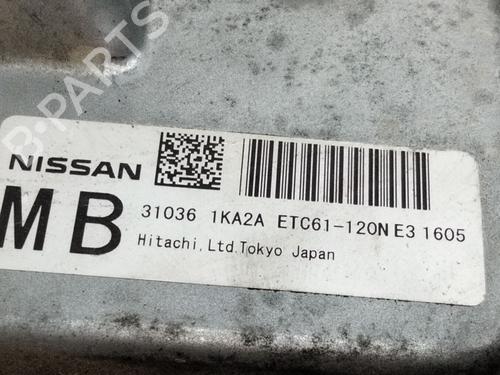 B-PARTS
NISSAN
MB
31036 1KA2A ETC61-120N E3 1605
Hitachi,Ltd.Tokyo Japan